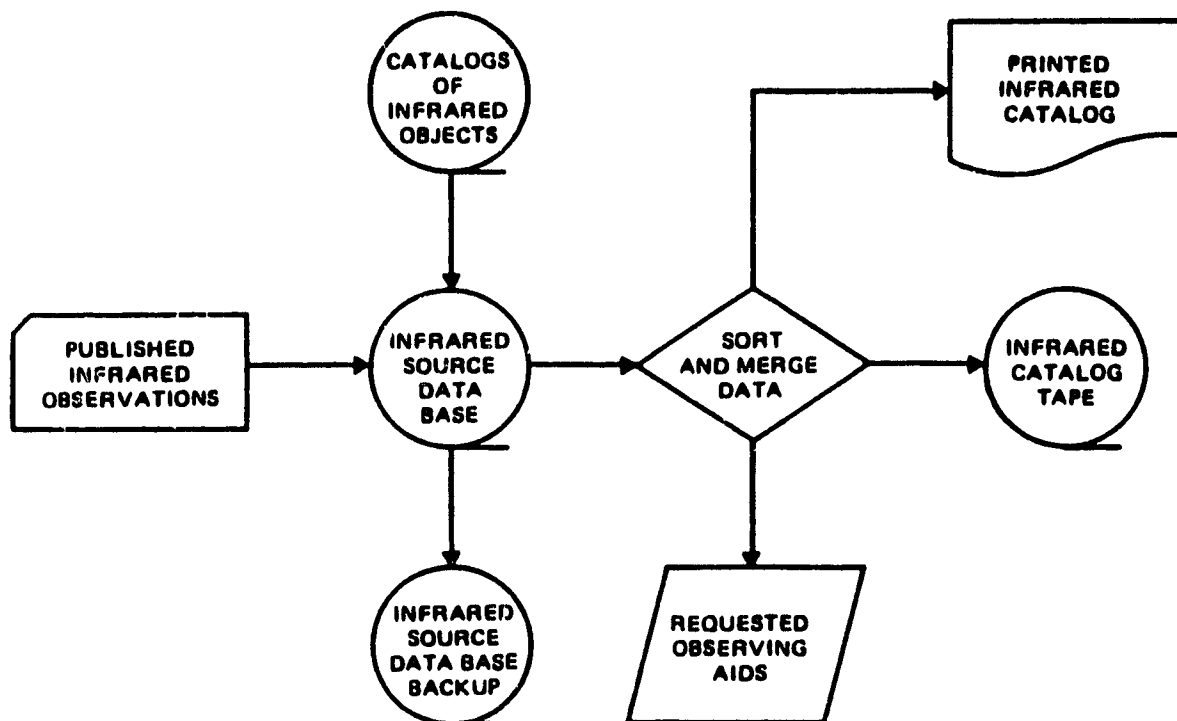 CATALOGS
OF
INFRARED
OBJECTS
PRINTED
INFRARED
CATALOG
PUBLISHED
INFRARED
OBSERVATIONS
INFRARED
SOURCE
DATA
BASE
SORT
AND MERGE
DATA
INFRARED
CATALOG
TAPE
INFRARED
SOURCE
DATA BASE
BACKUP
REQUESTED
OBSERVING
AIDS